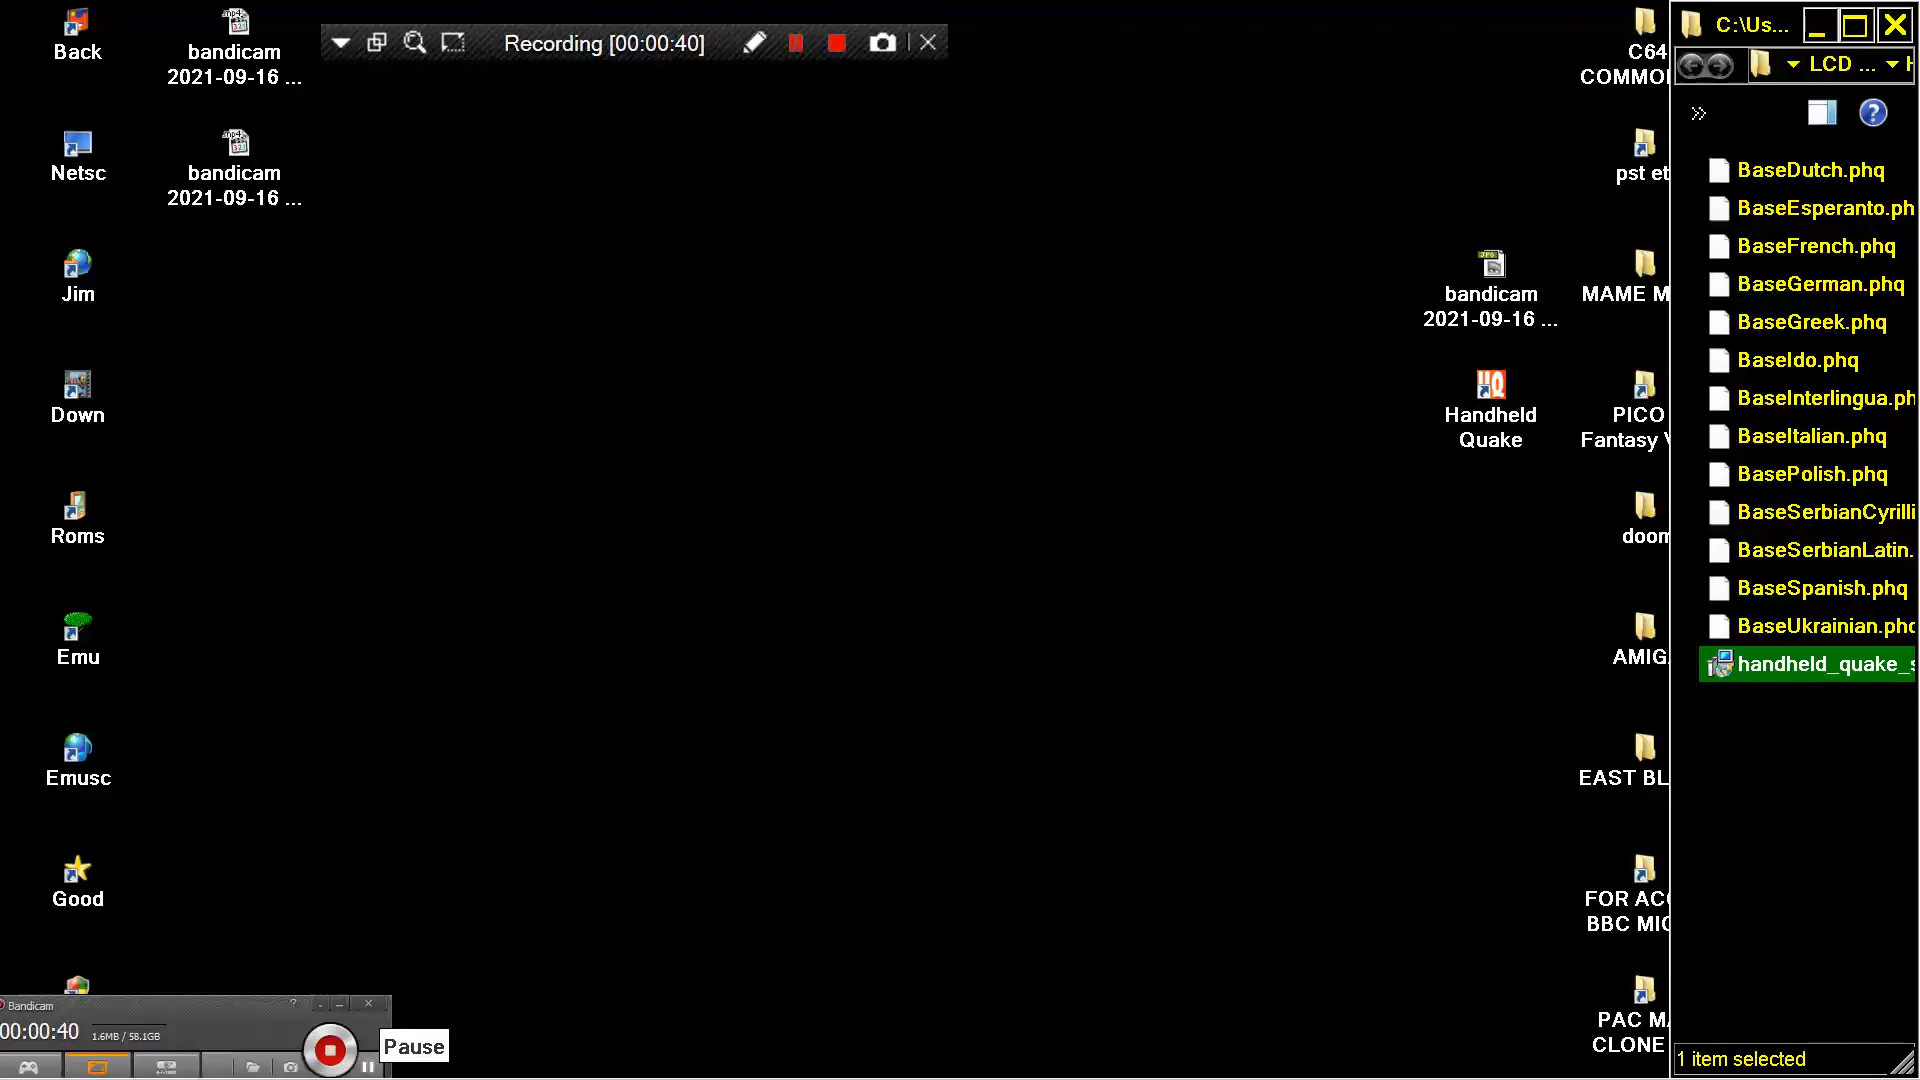 Back
bandicam
2021-09-16 ...
Recording [00:00:40]
C64
COMMO
C:\Us...
LCD ...
Netsc
bandicam
2021-09-16 ...
pst et
Jim
bandicam
2021-09-16 ...
MAME M
Down
Handheld
Quake
PICO
Fantasy
Roms
doom
Emu
AMIG
Emusc
EAST BL
Good
FOR AC
BBC MI
PAC M
CLONE
BaseDutch.phq
BaseEsperanto.ph
BaseFrench.phq
BaseGerman.phq
BaseGreek.phq
BaseIdo.phq
BaseInterlingua.ph
BaseItalian.phq
BasePolish.phq
BaseSerbianCyrilli
BaseSerbianLatin.
BaseSpanish.phq
BaseUkrainian.phq
handheld_quake_s
1 item selected
Bandicam
00:00:40
1.6MB / 58.1GB
Pause